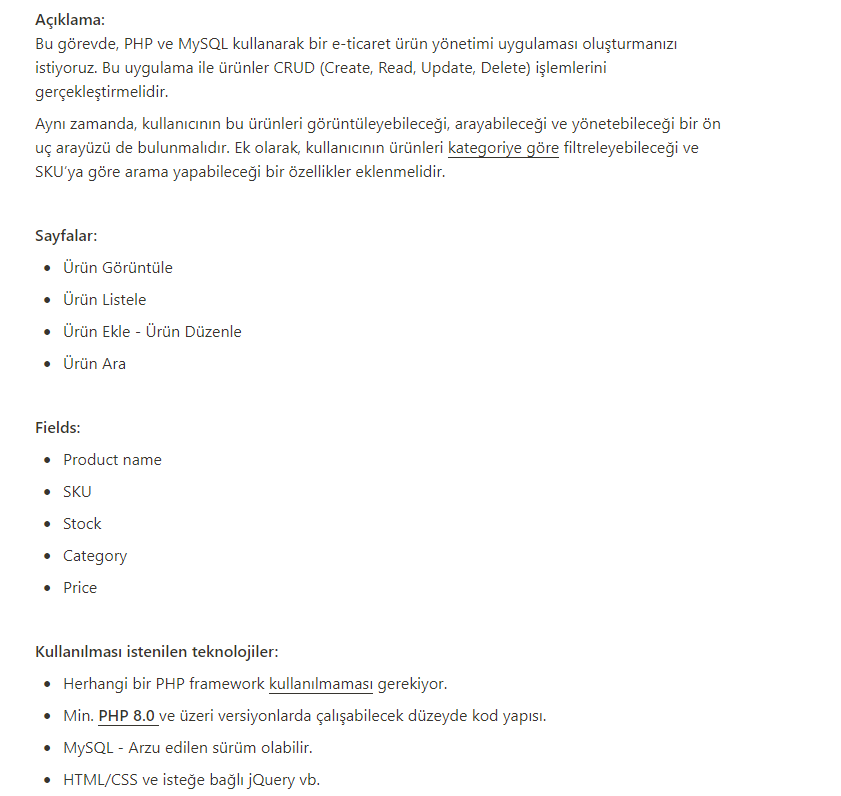 Açıklama:
Bu görevde, PHP ve MySQL kullanarak bir e-ticaret ürün yönetimi uygulaması oluşturmanızı
istiyoruz. Bu uygulama ile ürünler CRUD (Create, Read, Update, Delete) işlemlerini
gerçekleştirmelidir.
Aynı zamanda, kullanıcının bu ürünleri görüntüleyebileceği, arayabileceği ve yönetebileceği bir ön
uç arayüzü de bulunmalıdır. Ek olarak, kullanıcının ürünleri kategoriye göre filtreleyebileceği ve
SKU’ya göre arama yapabileceği bir özellikler eklenmelidir.
Sayfalar:
• Ürün Görüntüle
• Ürün Listele
• Ürün Ekle - Ürün Düzenle
• Ürün Ara
Fields:
• Product name
• SKU
• Stock
• Category
• Price
Kullanılması istenilen teknolojiler:
• Herhangi bir PHP framework kullanılmaması gerekiyor.
• Min. PHP 8.0 ve üzeri versiyonlarda çalışabilecek düzeyde kod yapısı.
• MySQL - Arzu edilen sürüm olabilir.
• HTML/CSS ve isteğe bağlı jQuery vb.